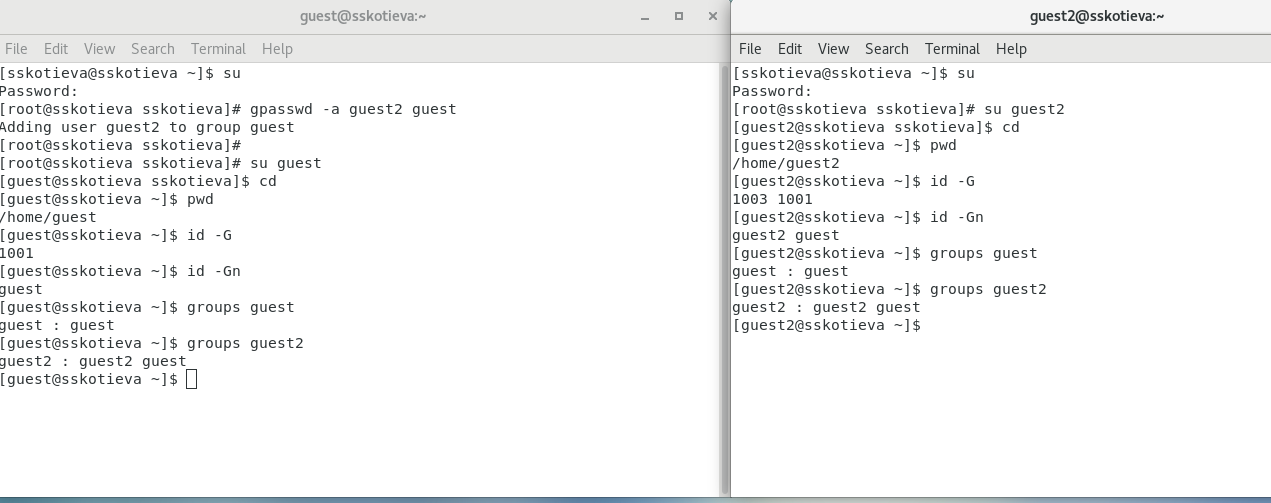 guest@sskotieva:~
File Edit View Search Terminal Help
[sskotieva@sskotieva ~]$ su
Password:
[root@sskotieva sskotieva]# gpasswd -a guest2 guest
Adding user guest2 to group guest
[root@sskotieva sskotieva]#
[root@sskotieva sskotieva]# su guest
[guest@sskotieva sskotieva]$ cd
[guest@sskotieva ~]$ pwd
/home/guest
[guest@sskotieva ~]$ id -G
1001
[guest@sskotieva ~]$ id -Gn
guest
[guest@sskotieva ~]$ groups guest
guest : guest
[guest@sskotieva ~]$ groups guest2
guest2 : guest2 guest
[guest@sskotieva ~]$
guest2@sskotieva:~
File Edit View Search Terminal Help
[sskotieva@sskotieva ~]$ su
Password:
[root@sskotieva sskotieva]# su guest2
[guest2@sskotieva sskotieva]$ cd
[guest2@sskotieva ~]$ pwd
/home/guest2
[guest2@sskotieva ~]$ id -G
1003 1001
[guest2@sskotieva ~]$ id -Gn
guest2 guest
[guest2@sskotieva ~]$ groups guest
guest : guest
[guest2@sskotieva ~]$ groups guest2
guest2 : guest2 guest
[guest2@sskotieva ~]$